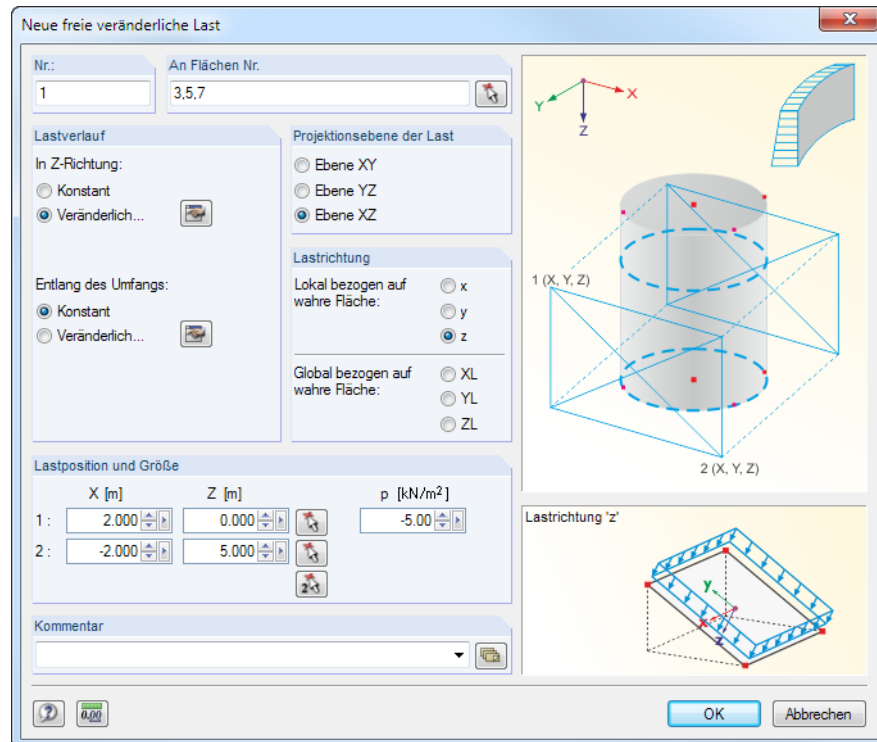 Neue freie veränderliche Last
Nr.:
1
An Flächen Nr.
3,5,7
Lastverlauf
In Z-Richtung:
Konstant
Veränderlich...
Entlang des Umfangs:
Konstant
Veränderlich...
Projektionsebene der Last
Ebene XY
Ebene YZ
Ebene XZ
Lastrichtung
Lokal bezogen auf
wahre Fläche:
x
y
z
Global bezogen auf
wahre Fläche:
XL
YL
ZL
Lastposition und Größe
X [m] Z [m] p [kN/m²]
1 : 2.000 0.000 -5.00
2 : -2.000 5.000
2
Kommentar
0.00
X
Y
Z
1 (X, Y, Z)
2 (X, Y, Z)
Lastrichtung 'z'
y
x
z
OK Abbrechen